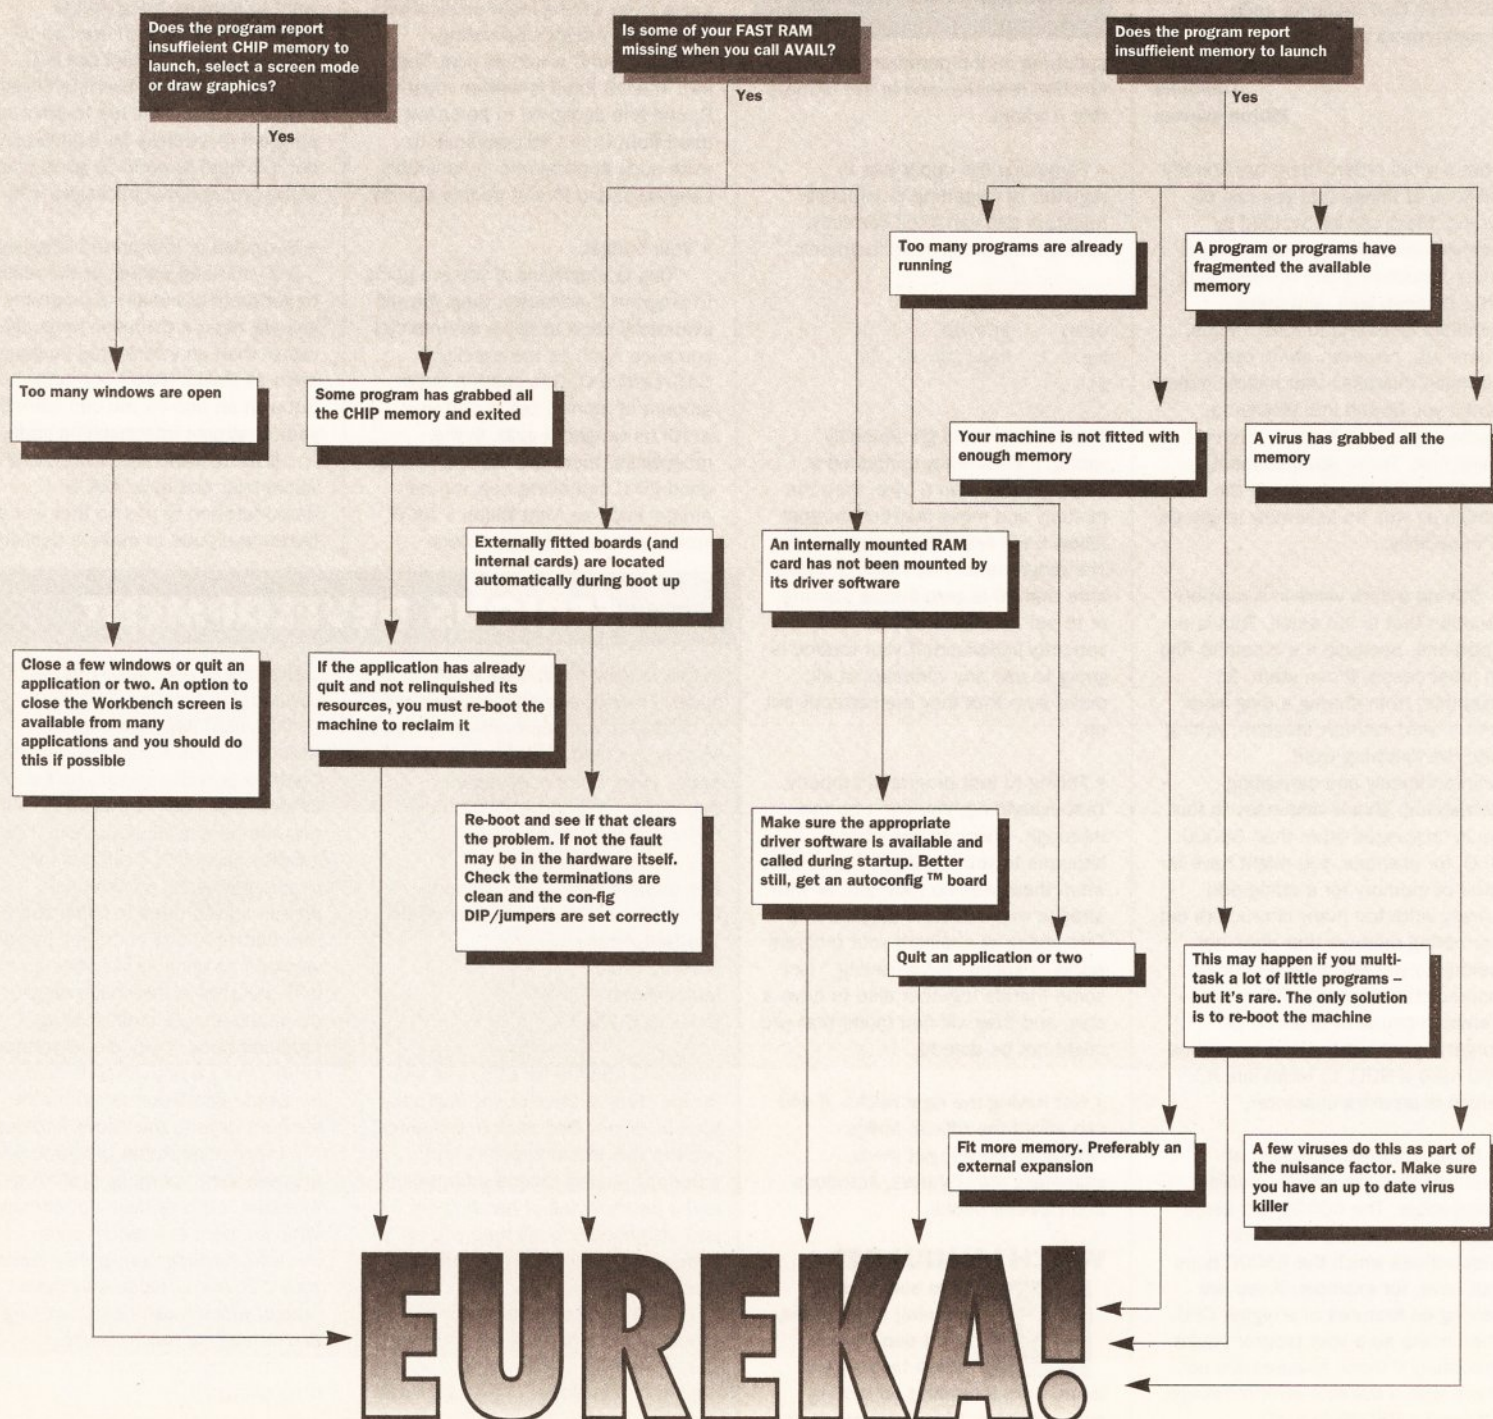 Does the program report
insuffieient CHIP memory to
launch, select a screen mode
or draw graphics?
Yes
Is some of your FAST RAM
missing when you call AVAIL?
Yes
Does the program report
insuffieient memory to launch
Yes
Too many programs are already
running
A program or programs have
fragmented the available
memory
Too many windows are open
Some program has grabbed all
the CHIP memory and exited
Your machine is not fitted with
enough memory
A virus has grabbed all the
memory
Externally fitted boards (and
internal cards) are located
automatically during boot up
An internally mounted RAM
card has not been mounted by
its driver software
Close a few windows or quit an
application or two. An option to
close the Workbench screen is
available from many
applications and you should do
this if possible
If the application has already
quit and not relinquished its
resources, you must re-boot the
machine to reclaim it
Re-boot and see if that clears
the problem. If not the fault
may be in the hardware itself.
Check the terminations are
clean and the con-fig
DIP/jumpers are set correctly
Make sure the appropriate
driver software is available and
called during startup. Better
still, get an autoconfig ™ board
Quit an application or two
This may happen if you multi-
task a lot of little programs –
but it's rare. The only solution
is to re-boot the machine
Fit more memory. Preferably an
external expansion
A few viruses do this as part of
the nuisance factor. Make sure
you have an up to date virus
killer
EUREKA!